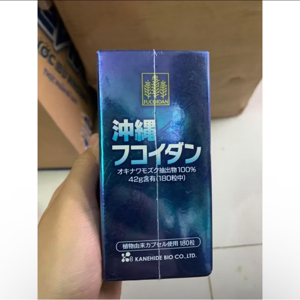 FUCOIDAN
沖縄
フコイダン
オキナワモズク抽出物100%
42g含有(180粒中)
植物由来カプセル使用 180粒
KANEHIDE BIO CO.,LTD.